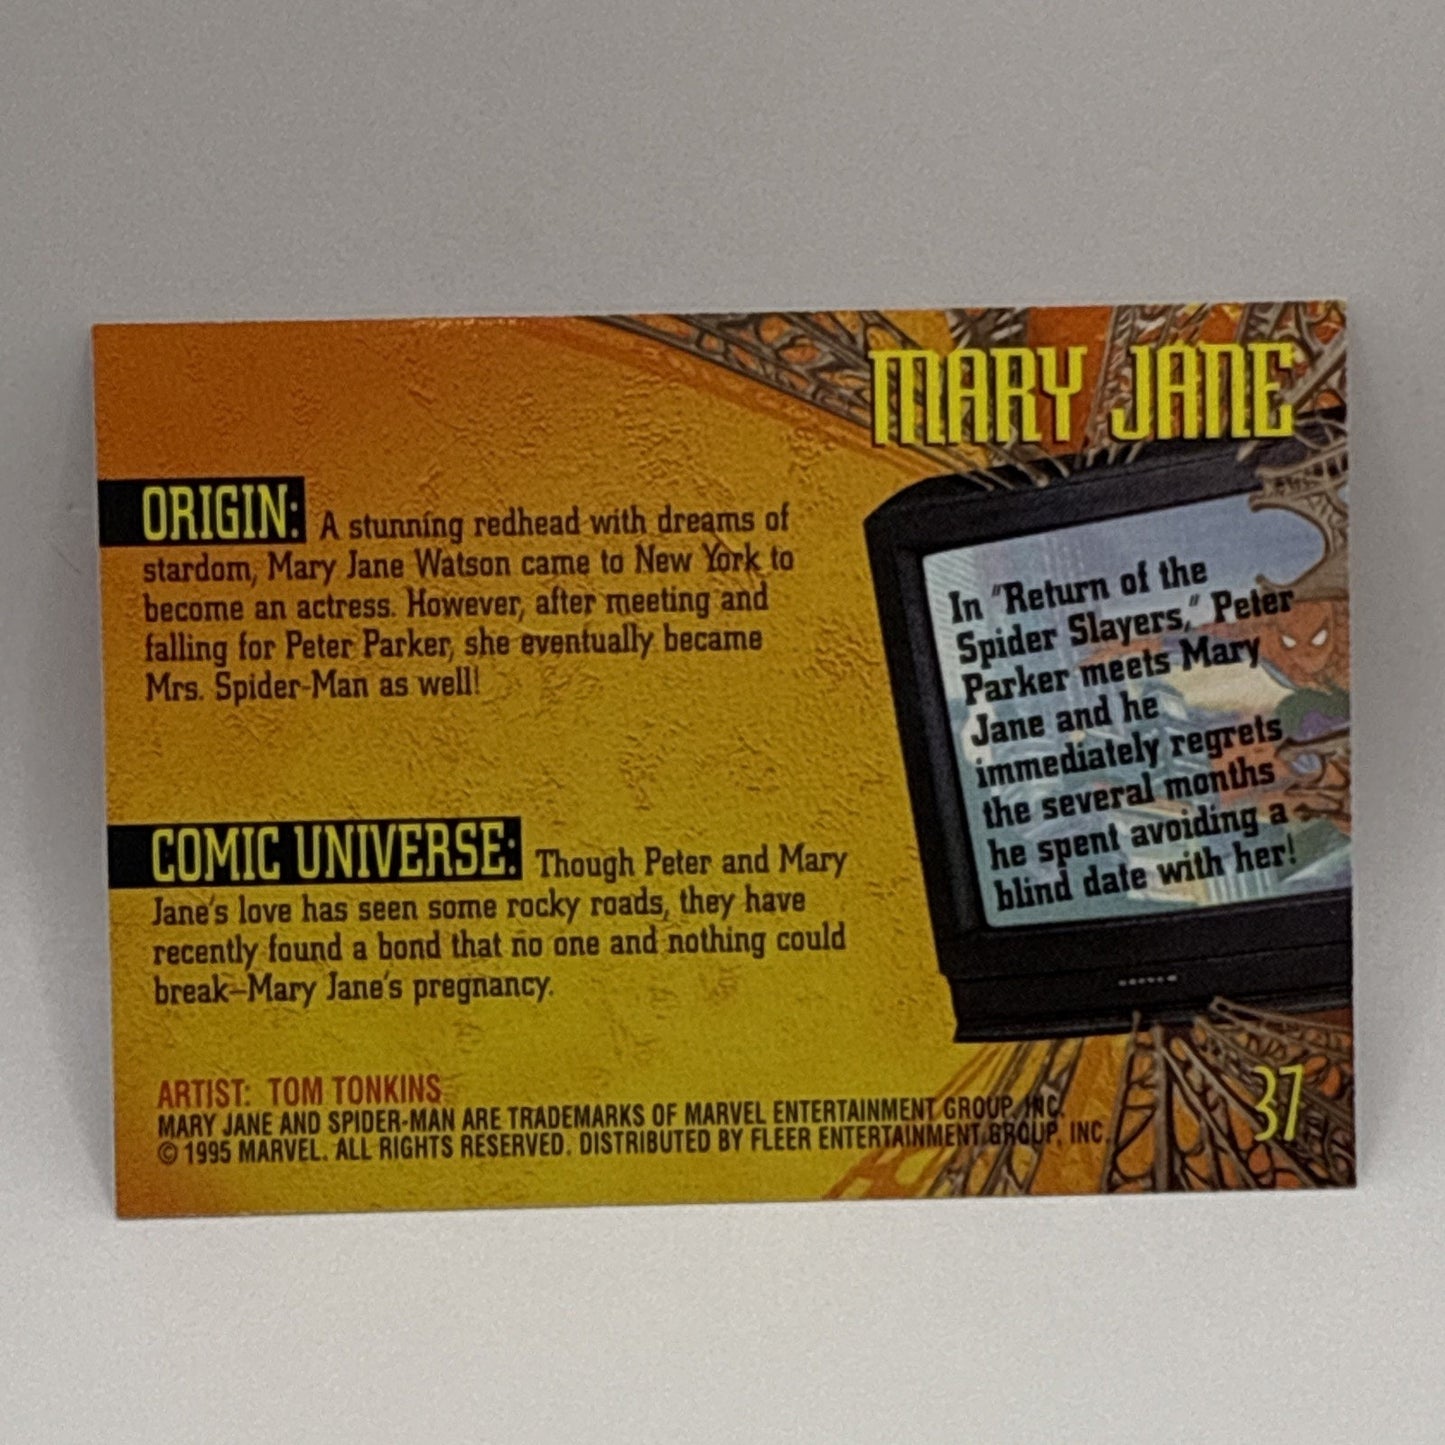 MARY JANE
ORIGIN: A stunning redhead with dreams of
stardom, Mary Jane Watson came to New York to
become an actress. However, after meeting and
falling for Peter Parker, she eventually became
Mrs. Spider-Man as well!
COMIC UNIVERSE: Though Peter and Mary
Jane's love has seen some rocky roads, they have
recently found a bond that no one and nothing could
break–Mary Jane's pregnancy.
In "Return of the
Spider Slayers," Peter
Parker meets Mary
Jane and he
immediately regrets
the several months
he spent avoiding a
blind date with her!
ARTIST: TOM TONKINS
MARY JANE AND SPIDER-MAN ARE TRADEMARKS OF MARVEL ENTERTAINMENT GROUP, INC.
© 1995 MARVEL. ALL RIGHTS RESERVED. DISTRIBUTED BY FLEER ENTERTAINMENT GROUP, INC.
37